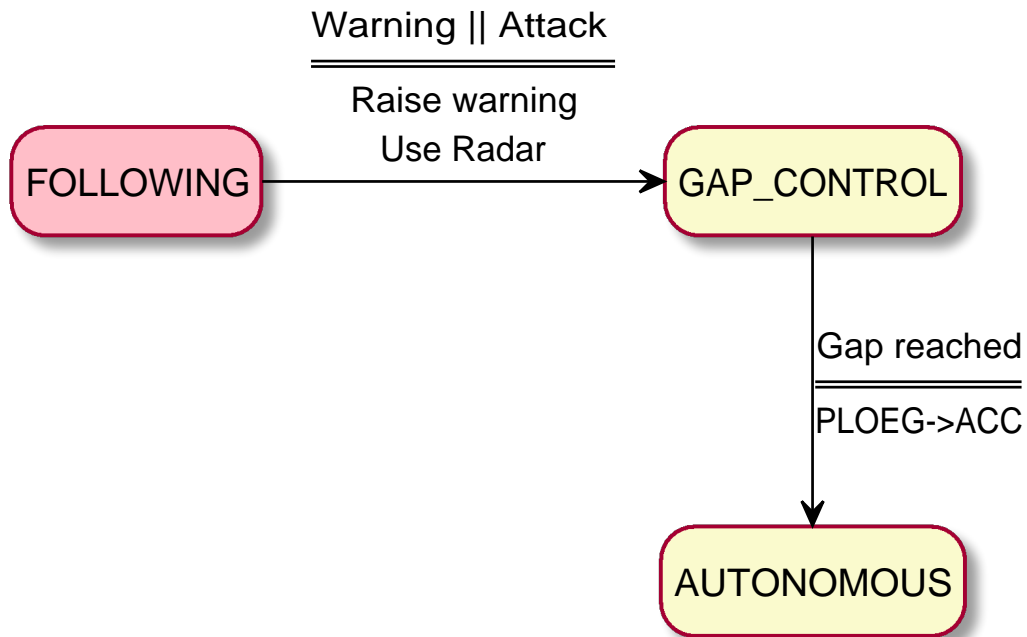 Warning || Attack
Raise warning
Use Radar
FOLLOWING
GAP_CONTROL
Gap reached
PLOEG->ACC
AUTONOMOUS